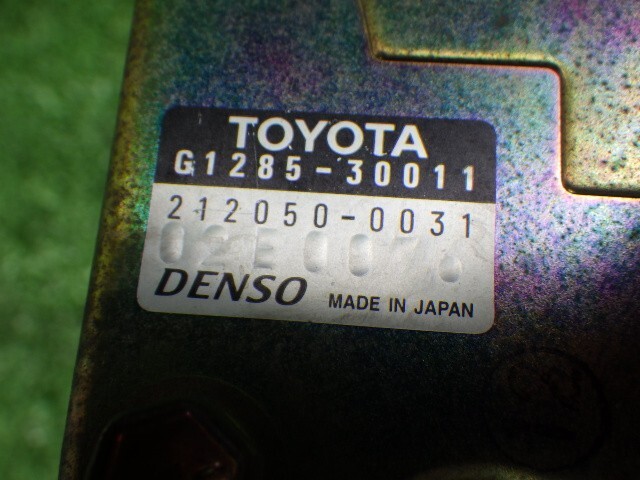 TOYOTA
G1285-30011
212050-0031
DENSO MADE IN JAPAN